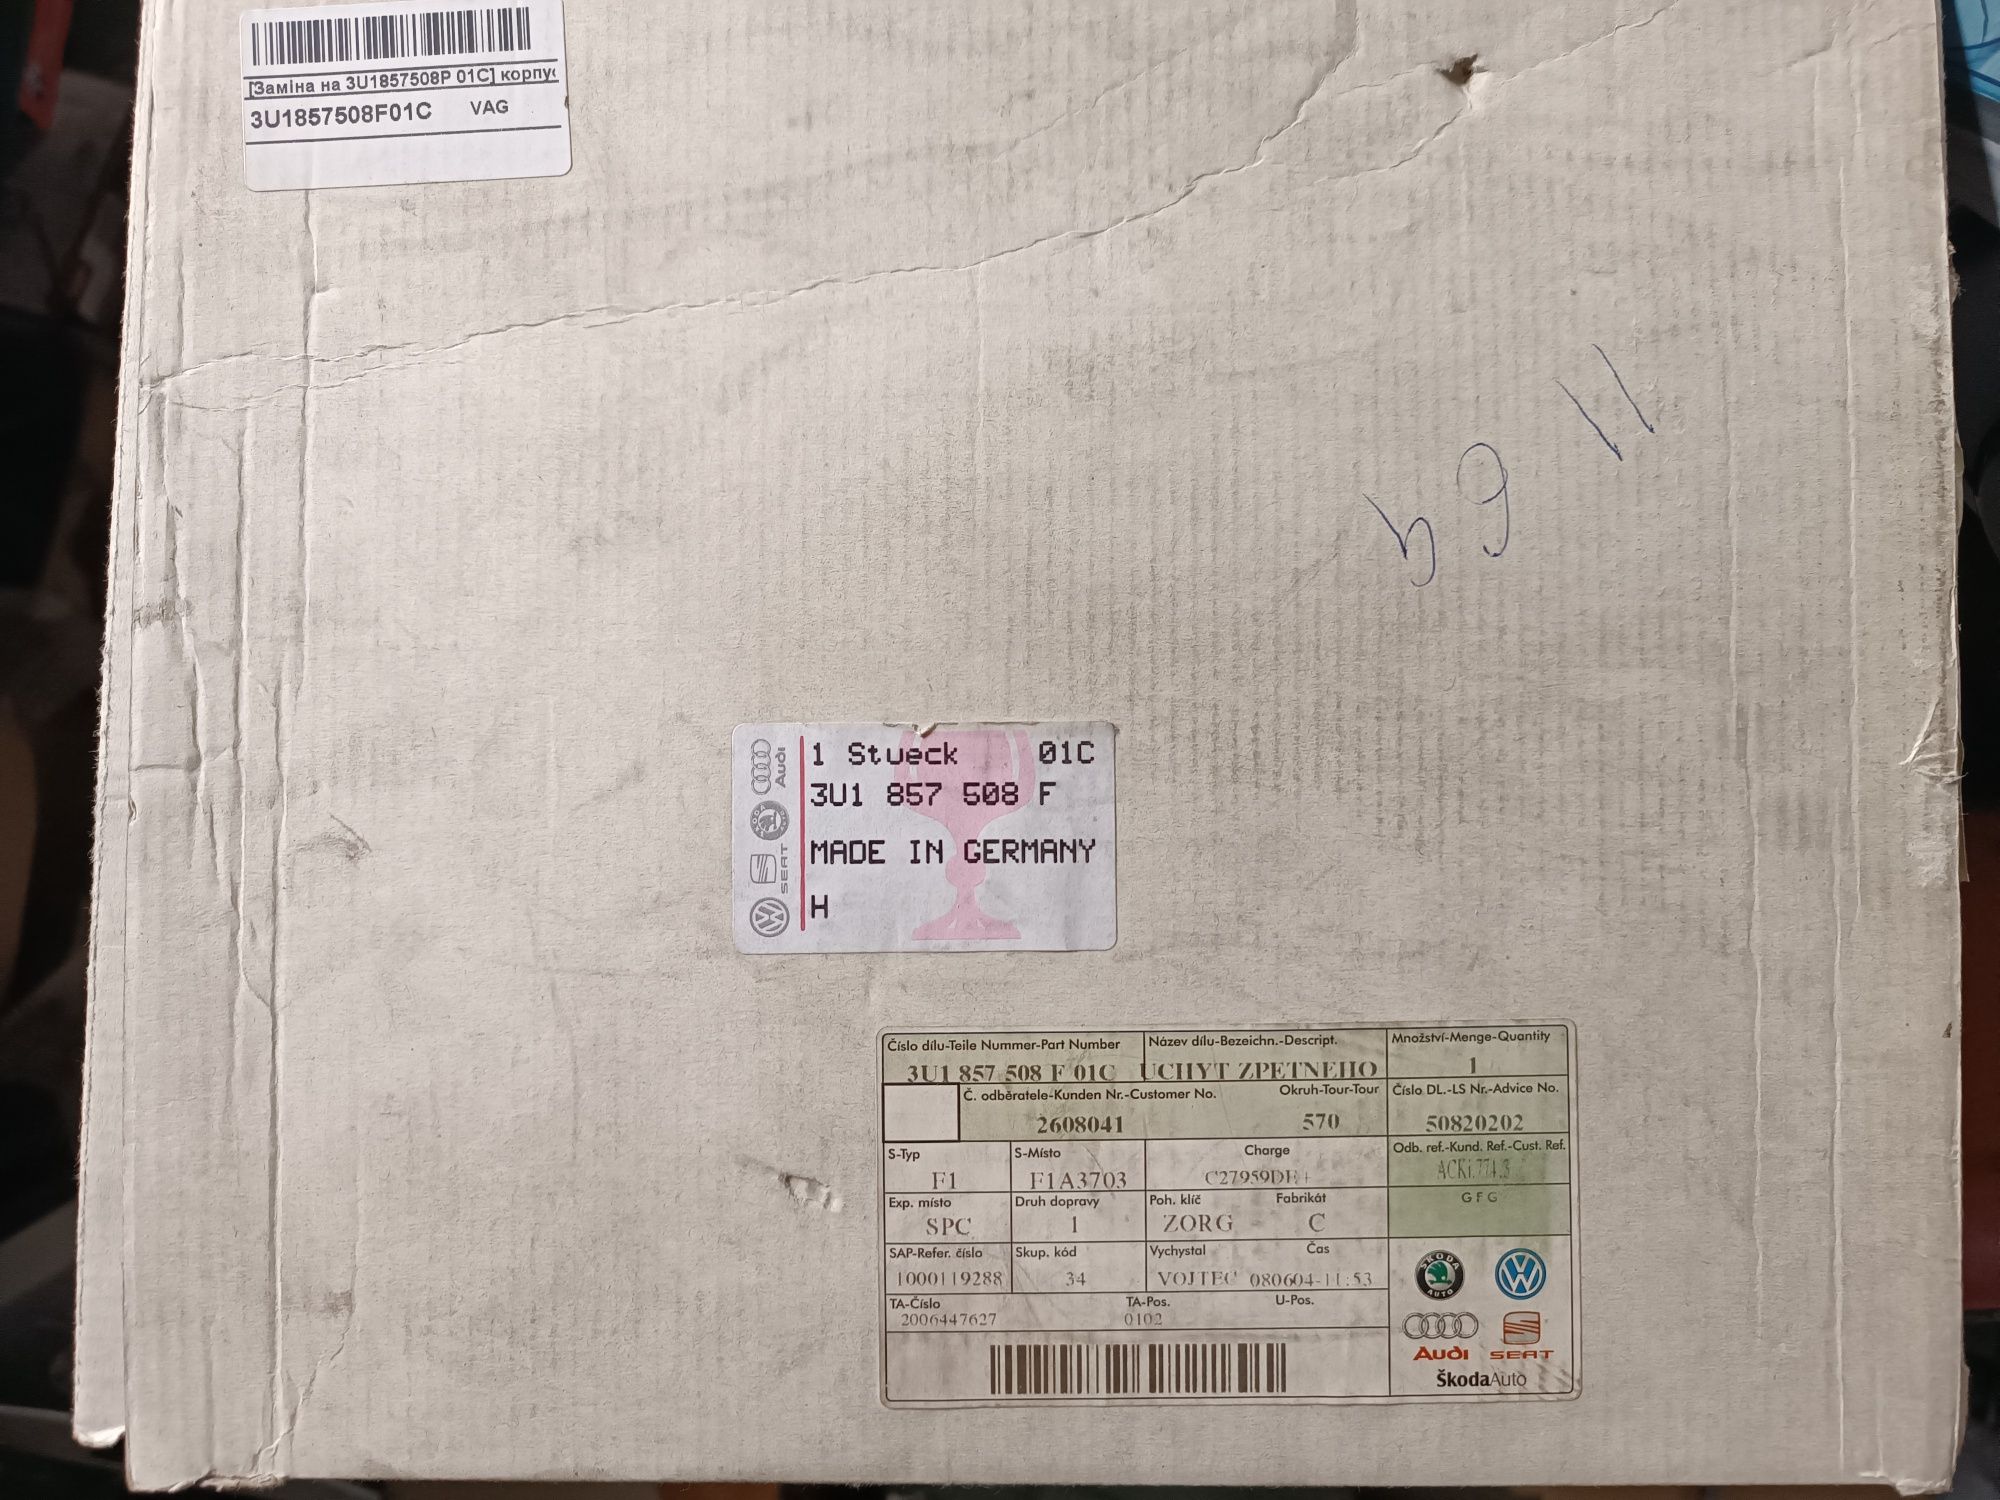 [Заміна на 3U1857508P 01C] корпу
3U1857508F01C VAG
1 Stueck 01C
3U1 857 508 F
MADE IN GERMANY
H
Audi
ŠKODA AUTO
SEAT
Číslo dílu-Teile Nummer-Part Number
3U1 857 508 F 01C
Název dílu-Bezeichn.-Descript.
UCHYT ZPETNEHO
Množství-Menge-Quantity
1
Č. odběratele-Kunden Nr.-Customer No.
2608041
Okruh-Tour-Tour
570
Číslo DL.-LS Nr.-Advice No.
50820202
S-Typ
F1
S-Místo
F1A3703
Charge
C27959DE+
Odb. ref.-Kund. Ref.-Cust. Ref.
GFG
Exp. místo
SPC
Druh dopravy
1
Poh. klíč
ZORG
Fabrikát
C
SAP-Refer. číslo
1000119288
Skup. kód
34
Vychystal
VOJTEC
Čas
080604-11:53
TA-Číslo
2006447627
TA-Pos.
0102
U-Pos.
ŠKODA
AUTO
Audi SEAT
ŠkodaAuto